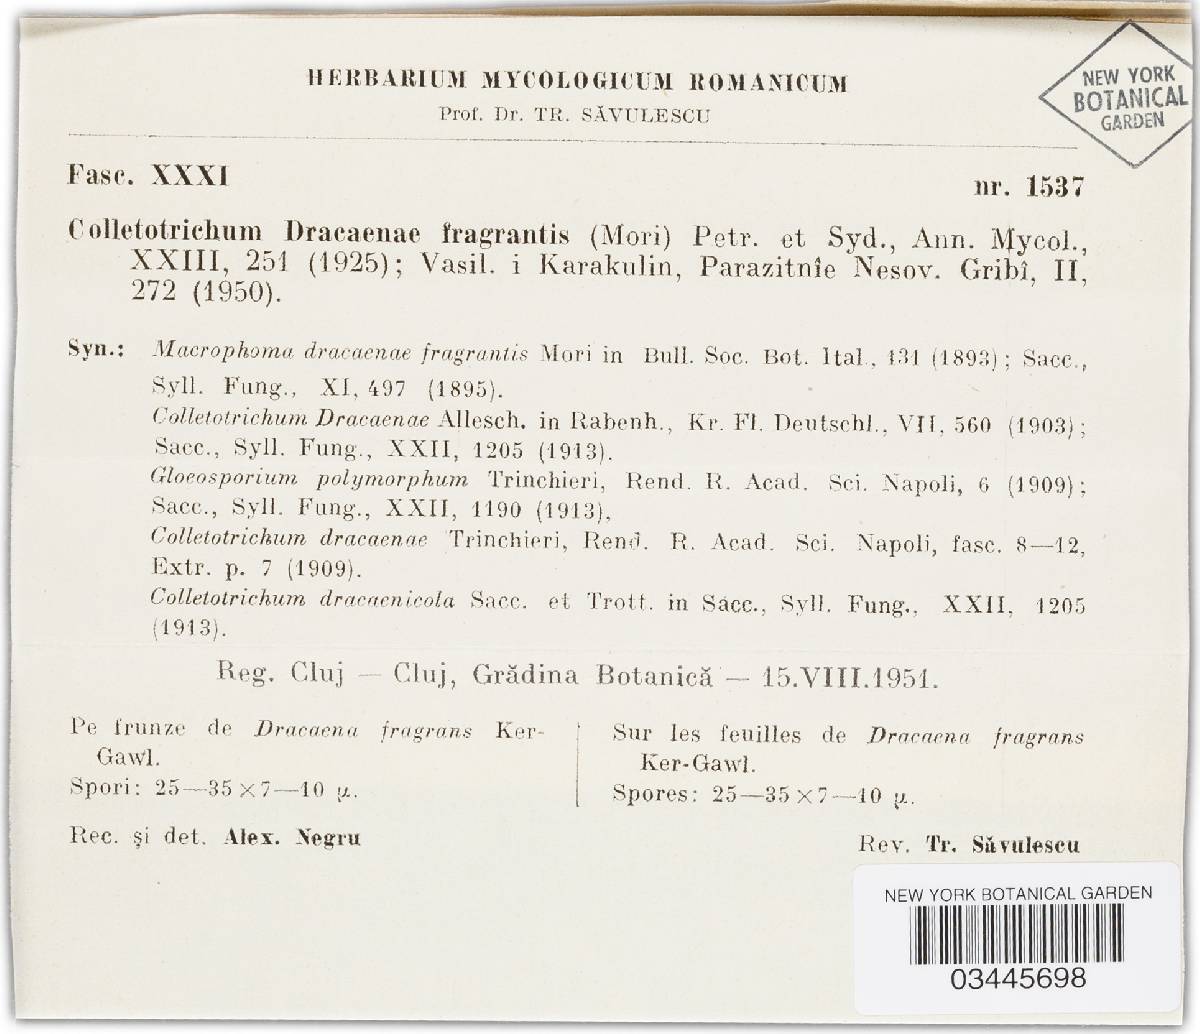 HERBARIUM MYCOLOGICUM ROMANICUM
Prof. Dr. TR. SĂVULESCU
NEW YORK
BOTANICAL
GARDEN
Fasc. XXXI nr. 1537
Colletotrichum Dracaenae fragrantis (Mori) Petr. et Syd., Ann. Mycol.,
XXIII, 251 (1925); Vasil. i Karakulin, Parazitnîe Nesov. Gribî, II,
272 (1950).
Syn.: Macrophoma dracaenae fragrantis Mori in Bull. Soc. Bot. Ital., 131 (1893); Sacc.,
Syll. Fung., XI, 497 (1895).
Colletotrichum Dracaenae Allesch. in Rabenh., Kr. Fl. Deutschl., VII, 560 (1903);
Sacc., Syll. Fung., XXII, 1205 (1913).
Gloeosporium polymorphum Trinchieri, Rend. R. Acad. Sci. Napoli, 6 (1909);
Sacc., Syll. Fung., XXII, 1190 (1913),
Colletotrichum dracaenae Trinchieri, Rend. R. Acad. Sci. Napoli, fasc. 8—12,
Extr. p. 7 (1909).
Colletotrichum dracaenicola Sacc. et Trott. in Sacc., Syll. Fung., XXII, 1205
(1913).
Reg. Cluj — Cluj, Grădina Botanică — 15.VIII.1951.
Pe frunze de Dracaena fragrans Ker-
Gawl.
Spori: 25—35×7—10 µ.
Sur les feuilles de Dracaena fragrans
Ker-Gawl.
Spores: 25—35×7—10 µ.
Rec. și det. Alex. Negru
Rev. Tr. Săvulescu
NEW YORK BOTANICAL GARDEN
03445698